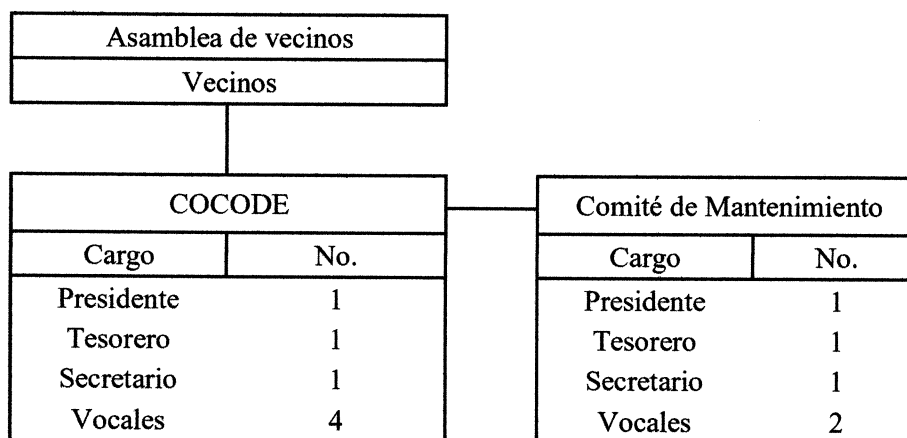 Asamblea de vecinos
Vecinos
COCODE
Cargo No.
Presidente 1
Tesorero 1
Secretario 1
Vocales 4
Comité de Mantenimiento
Cargo No.
Presidente 1
Tesorero 1
Secretario 1
Vocales 2